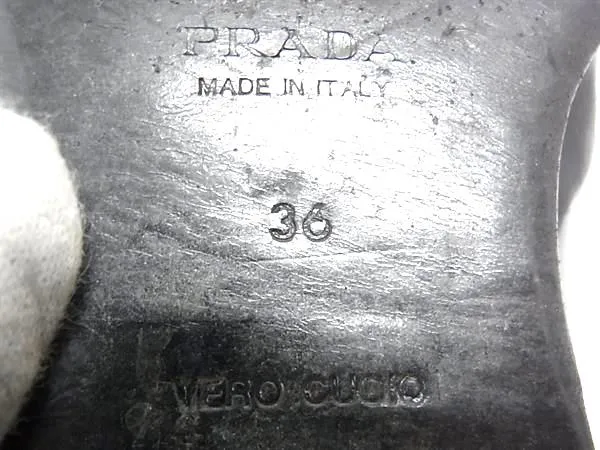 PRADA
MADE IN ITALY
36
VERO CUOIO